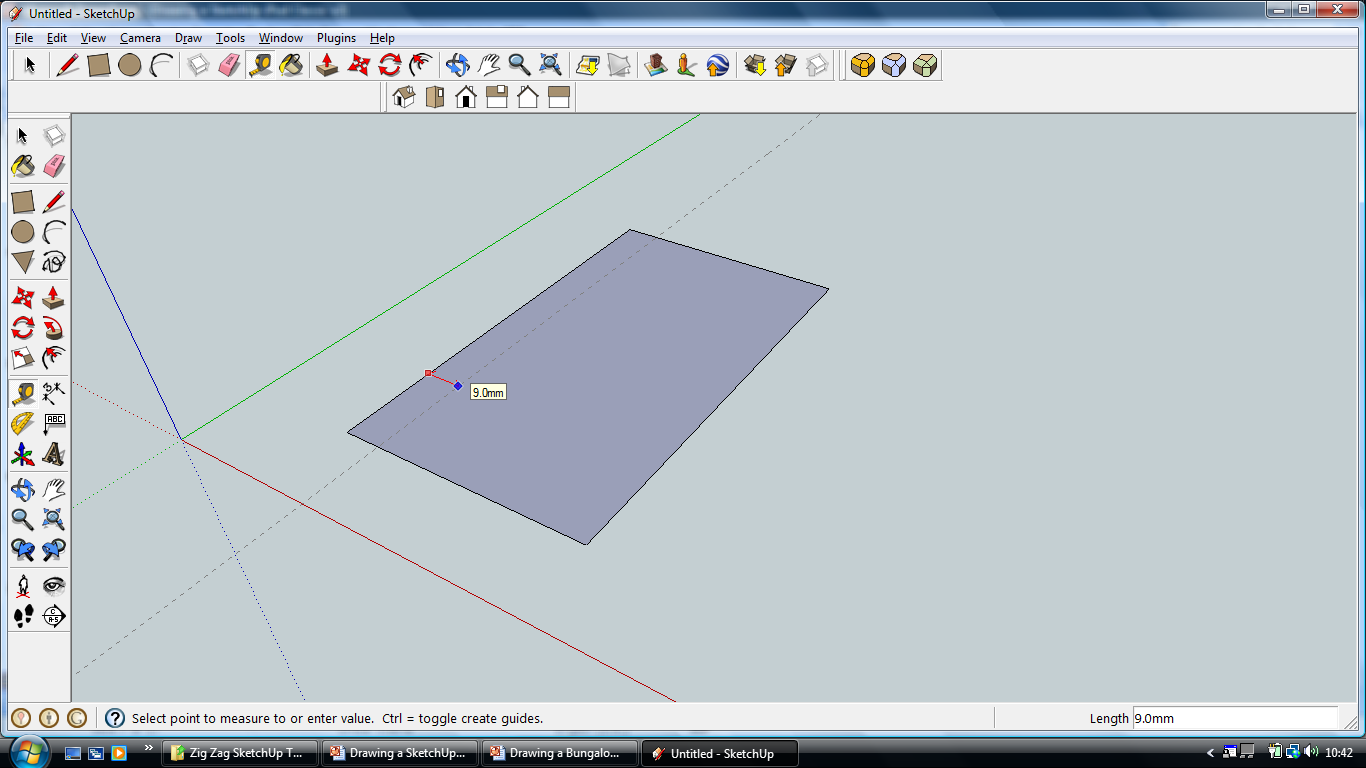 Untitled - SketchUp
File Edit View Camera Draw Tools Window Plugins Help
9.0mm
ABC
A
C
A-5
Select point to measure to or enter value. Ctrl = toggle create guides.
Length 9.0mm
Zig Zag SketchUp T... Drawing a SketchUp... Drawing a Bungalo... Untitled - SketchUp
10:42